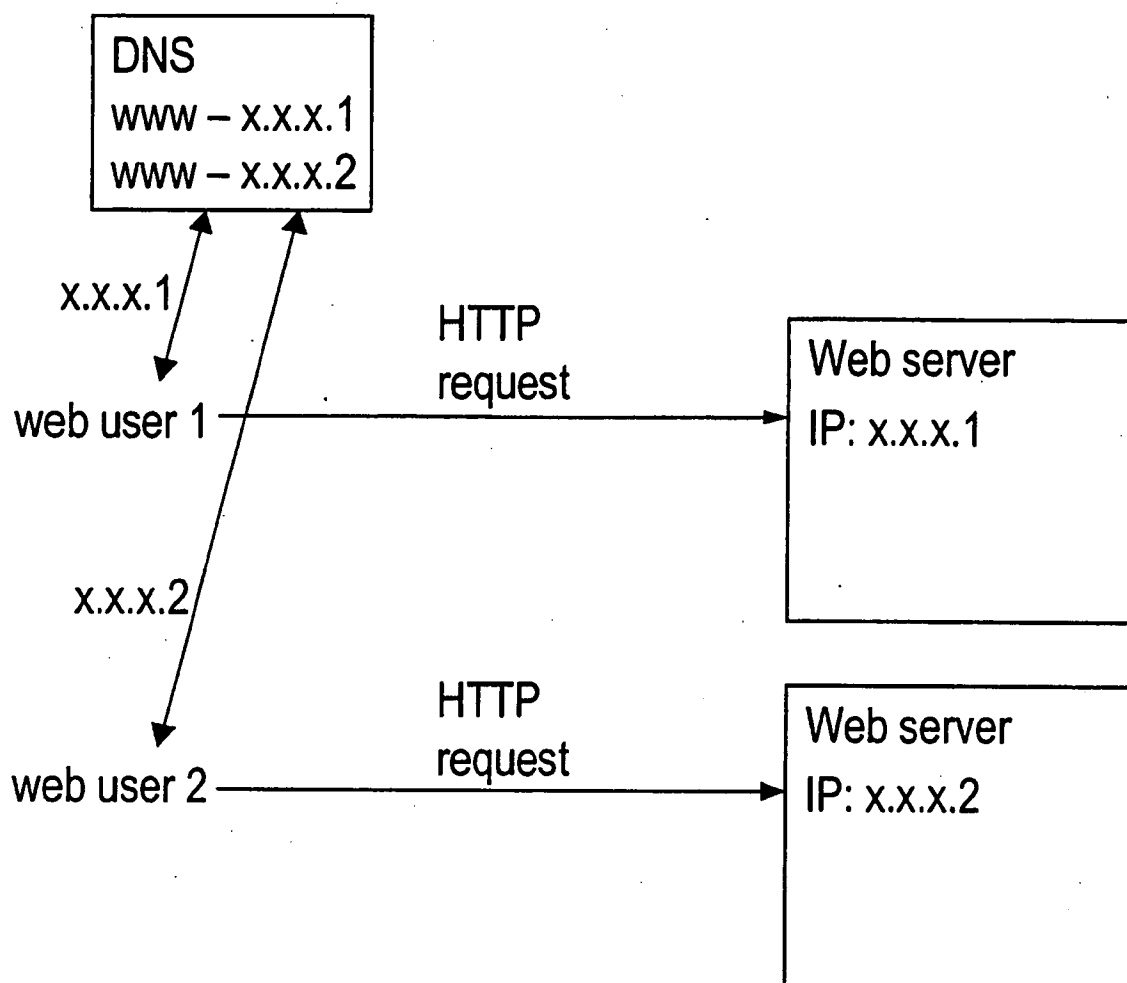 DNS
www – x.x.x.1
www – x.x.x.2
x.x.x.1
HTTP
request
web user 1
Web server
IP: x.x.x.1
x.x.x.2
HTTP
request
web user 2
Web server
IP: x.x.x.2